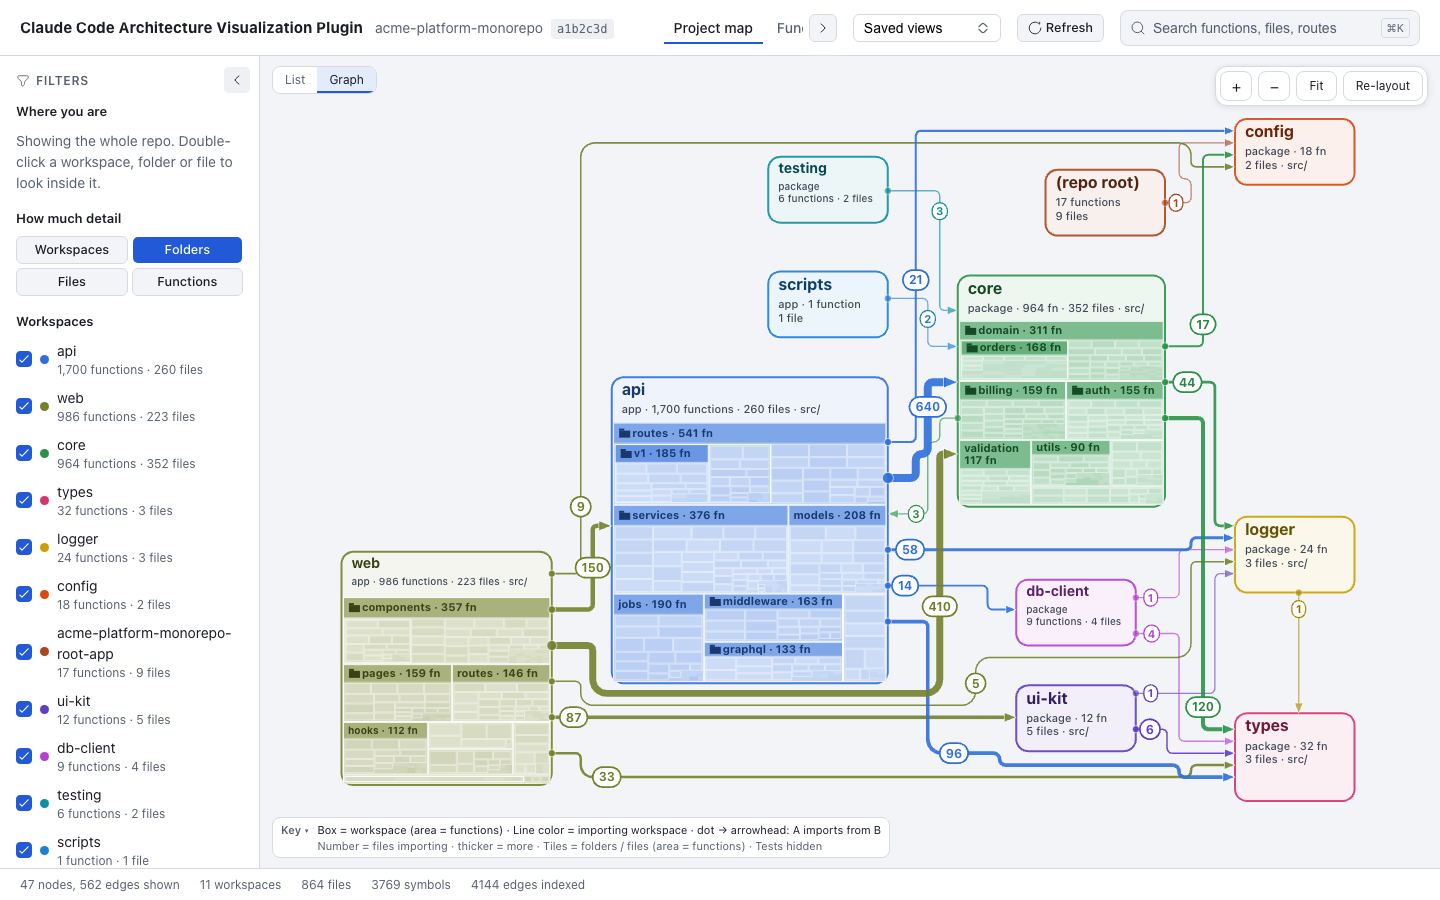 Claude Code Architecture Visualization Plugin acme-platform-monorepo a1b2c3d
Project map Func
Saved views
Refresh
Search functions, files, routes ⌘K
FILTERS
Where you are
Showing the whole repo. Double-
click a workspace, folder or file to
look inside it.
How much detail
Workspaces Folders
Files Functions
Workspaces
api
1,700 functions · 260 files
web
986 functions · 223 files
core
964 functions · 352 files
types
32 functions · 3 files
logger
24 functions · 3 files
config
18 functions · 2 files
acme-platform-monorepo-
root-app
17 functions · 9 files
ui-kit
12 functions · 5 files
db-client
9 functions · 4 files
testing
6 functions · 2 files
scripts
1 function · 1 file
List Graph
+ − Fit Re-layout
config
package · 18 fn
2 files · src/
testing
package
6 functions · 2 files
3
(repo root)
17 functions
9 files
1
scripts
app · 1 function
1 file
21
2
core
package · 964 fn · 352 files · src/
domain · 311 fn
orders · 168 fn
billing · 159 fn
auth · 155 fn
validation
117 fn
utils · 90 fn
17
44
api
app · 1,700 functions · 260 files · src/
routes · 541 fn
v1 · 185 fn
services · 376 fn
models · 208 fn
jobs · 190 fn
middleware · 163 fn
graphql · 133 fn
640
3
58
14
410
9
150
web
app · 986 functions · 223 files · src/
components · 357 fn
pages · 159 fn
routes · 146 fn
hooks · 112 fn
87
33
96
5
logger
package · 24 fn
3 files · src/
1
db-client
package
9 functions · 4 files
1
4
ui-kit
package · 12 fn
5 files · src/
1
6
120
types
package · 32 fn
3 files · src/
Key ▾ Box = workspace (area = functions) · Line color = importing workspace · dot → arrowhead: A imports from B
Number = files importing · thicker = more · Tiles = folders / files (area = functions) · Tests hidden
47 nodes, 562 edges shown 11 workspaces 864 files 3769 symbols 4144 edges indexed